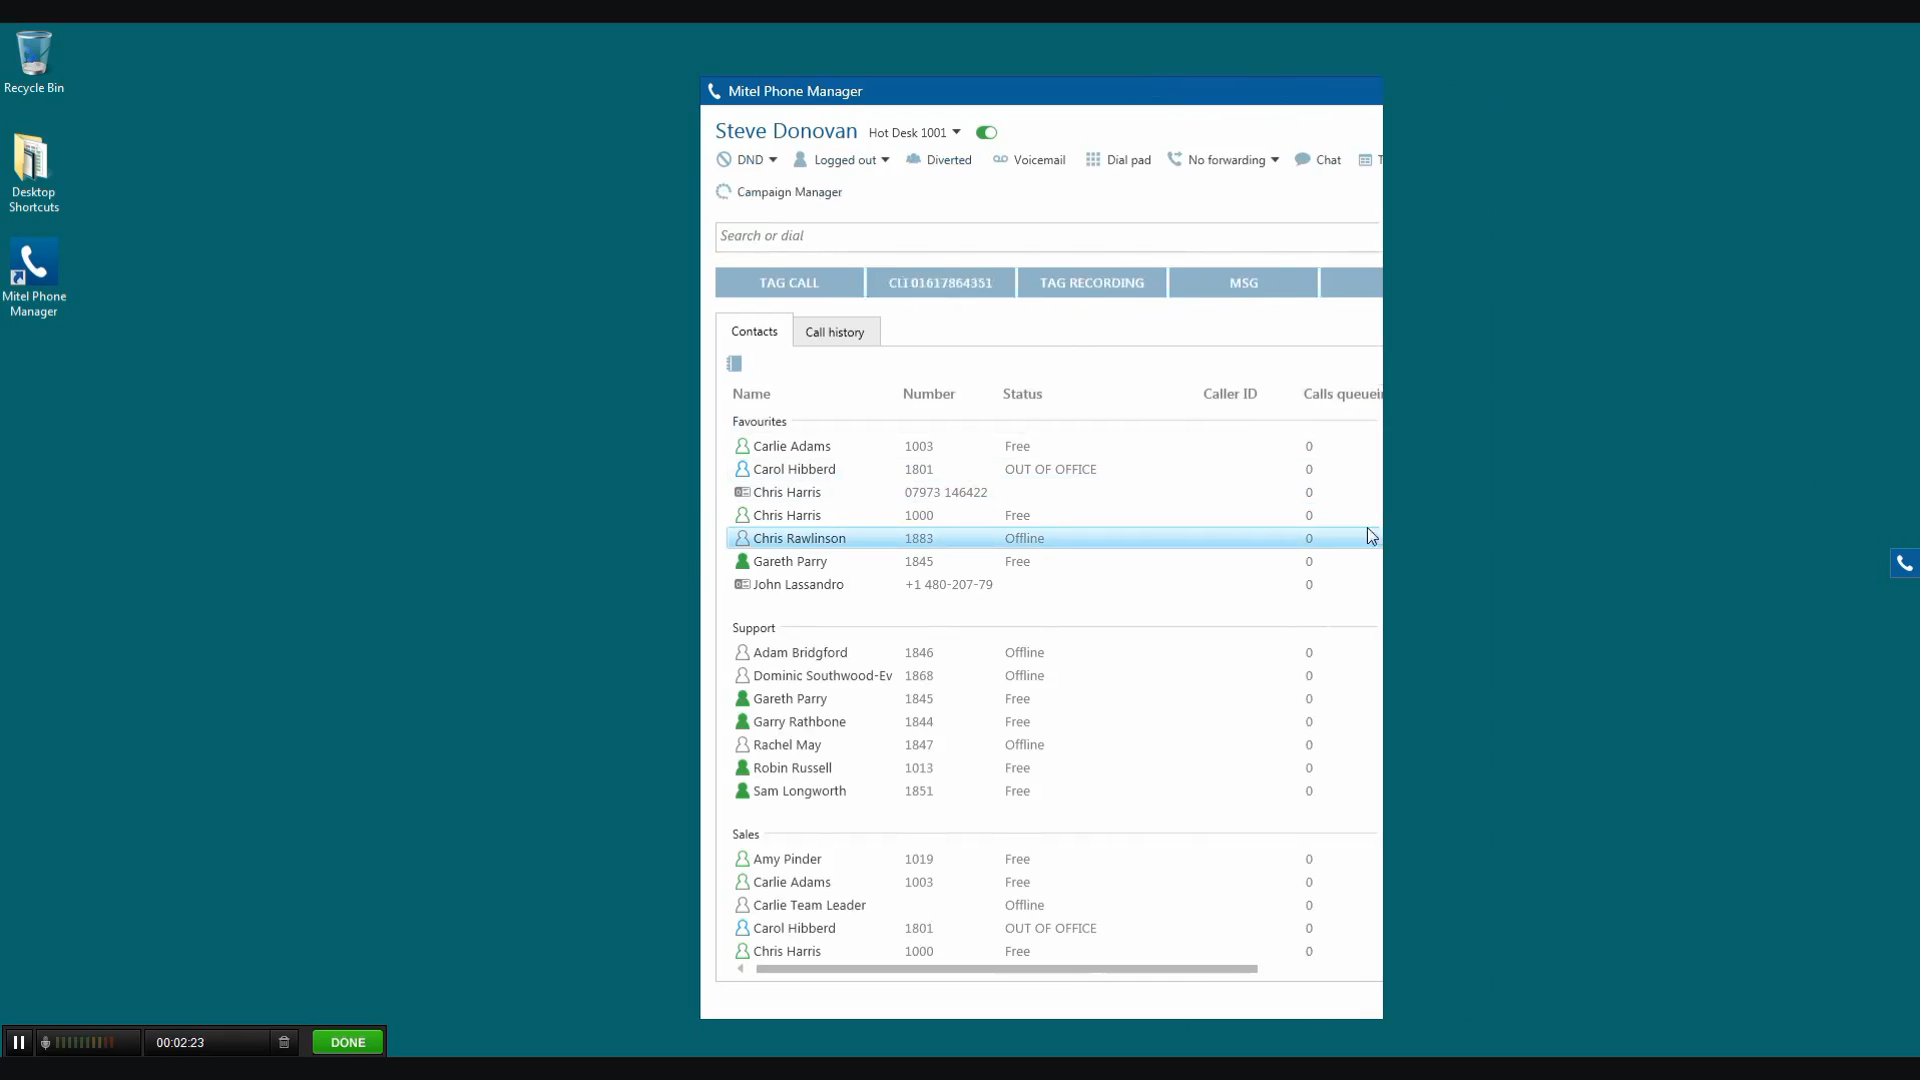 Recycle Bin
Desktop
Shortcuts
Mitel Phone
Manager
Mitel Phone Manager
Steve Donovan Hot Desk 1001
DND Logged out Diverted Voicemail Dial pad No forwarding Chat T
Campaign Manager
Search or dial
TAG CALL CLI 01617864351 TAG RECORDING MSG
Contacts Call history
Name Number Status Caller ID Calls queuein
Favourites
Carlie Adams 1003 Free 0
Carol Hibberd 1801 OUT OF OFFICE 0
Chris Harris 07973 146422 0
Chris Harris 1000 Free 0
Chris Rawlinson 1883 Offline 0
Gareth Parry 1845 Free 0
John Lassandro +1 480-207-79 0
Support
Adam Bridgford 1846 Offline 0
Dominic Southwood-Ev 1868 Offline 0
Gareth Parry 1845 Free 0
Garry Rathbone 1844 Free 0
Rachel May 1847 Offline 0
Robin Russell 1013 Free 0
Sam Longworth 1851 Free 0
Sales
Amy Pinder 1019 Free 0
Carlie Adams 1003 Free 0
Carlie Team Leader Offline 0
Carol Hibberd 1801 OUT OF OFFICE 0
Chris Harris 1000 Free 0
00:02:23 DONE